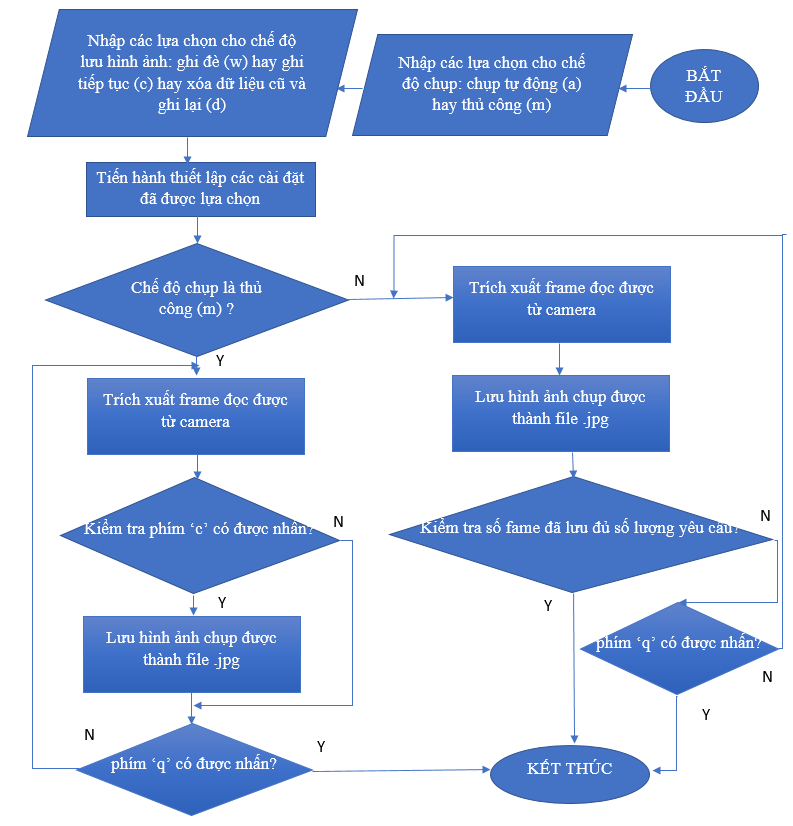 BẮT
ĐẦU
Nhập các lựa chọn cho chế
độ chụp: chụp tự động (a)
hay thủ công (m)
Nhập các lựa chọn cho chế độ
lưu hình ảnh: ghi đè (w) hay ghi
tiếp tục (c) hay xóa dữ liệu cũ và
ghi lại (d)
Tiến hành thiết lập các cài đặt
đã được lựa chọn
Chế độ chụp là thủ
công (m) ?
N
Y
Trích xuất frame đọc được
từ camera
Kiểm tra phím ‘c’ có được nhấn?
N
Y
Lưu hình ảnh chụp được
thành file .jpg
phím ‘q’ có được nhấn?
N
Y
Trích xuất frame đọc được
từ camera
Lưu hình ảnh chụp được
thành file .jpg
Kiểm tra số fame đã lưu đủ số lượng yêu cầu?
N
Y
phím ‘q’ có được nhấn?
N
Y
KẾT THÚC